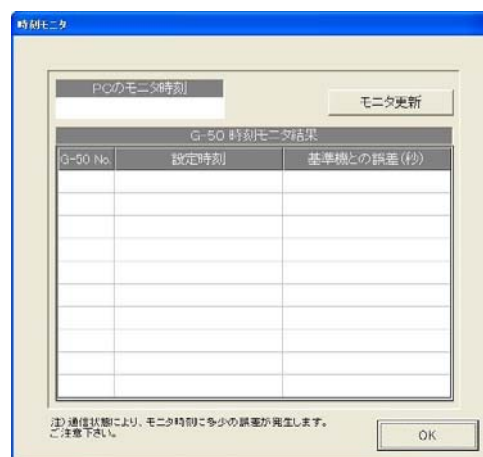 時刻モニタ
PCのモニタ時刻
モニタ更新
G-50 時刻モニタ結果
G-50 No. 設定時刻 基準機との誤差(秒)
注) 通信状態により、モニタ時刻に多少の誤差が発生します。
ご注意下さい。
OK